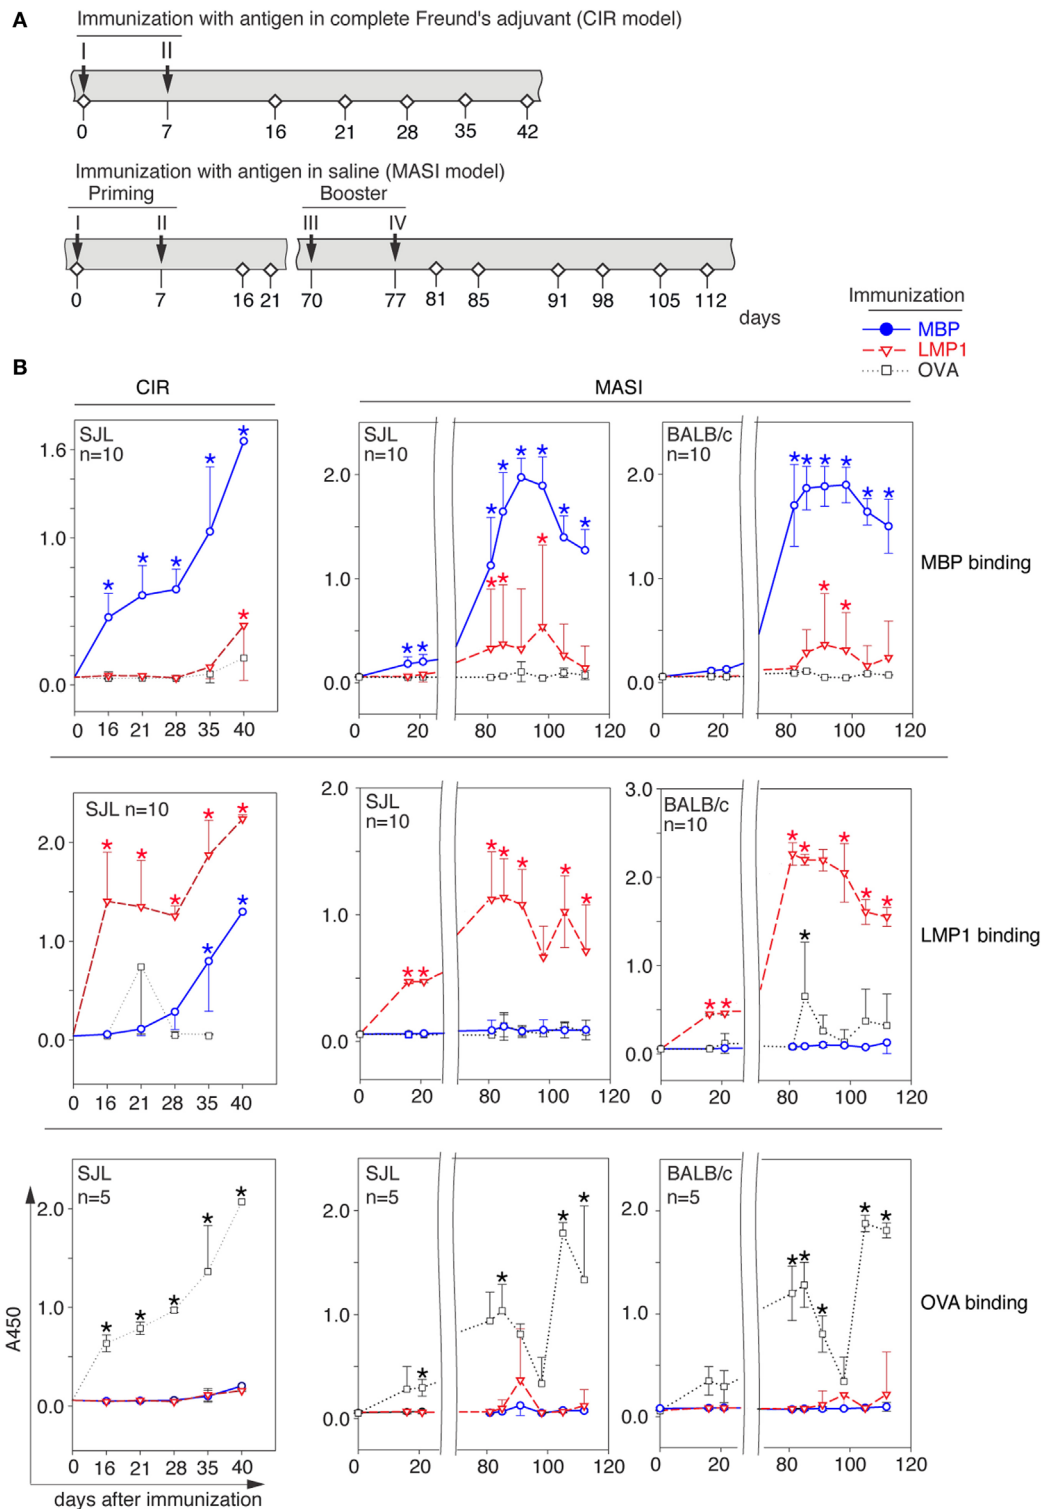 A
Immunization with antigen in complete Freund's adjuvant (CIR model)
I II
0 7 16 21 28 35 42
Immunization with antigen in saline (MASI model)
Priming Booster
I II III IV
0 7 16 21 70 77 81 85 91 98 105 112
days
Immunization
MBP
LMP1
OVA
B
CIR MASI
SJL
n=10
1.6
1.0
0.0
0 16 21 28 35 40
SJL
n=10
2.0
1.0
0.0
0 20 80 100 120
BALB/c
n=10
2.0
1.0
0.0
0 20 80 100 120
MBP binding
SJL n=10
2.0
1.0
0.0
0 16 21 28 35 40
SJL
n=10
2.0
1.0
0.0
0 20 80 100 120
BALB/c
n=10
3.0
2.0
1.0
0.0
0 20 80 100 120
LMP1 binding
SJL
n=5
2.0
1.0
0.0
0 16 21 28 35 40
A450
days after immunization
SJL
n=5
2.0
1.0
0.0
0 20 80 100 120
BALB/c
n=5
2.0
1.0
0.0
0 20 80 100 120
OVA binding